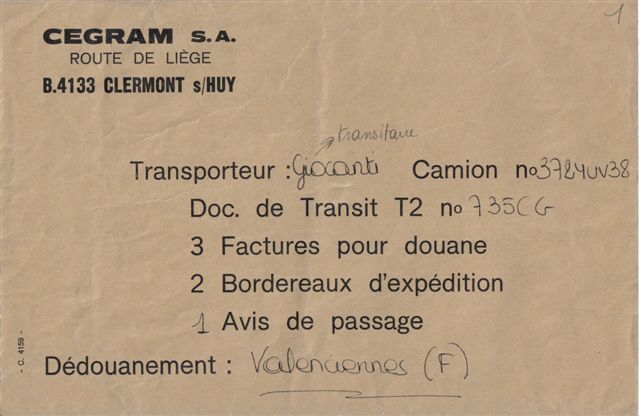 1
CEGRAM S.A.
ROUTE DE LIÈGE
B.4133 CLERMONT s/HUY
transitaire
Transporteur : Giocanti Camion no 3724UV38
Doc. de Transit T2 no 735CG
3 Factures pour douane
2 Bordereaux d'expédition
1 Avis de passage
Dédouanement : Valenciennes (F)
- C. 4159 -